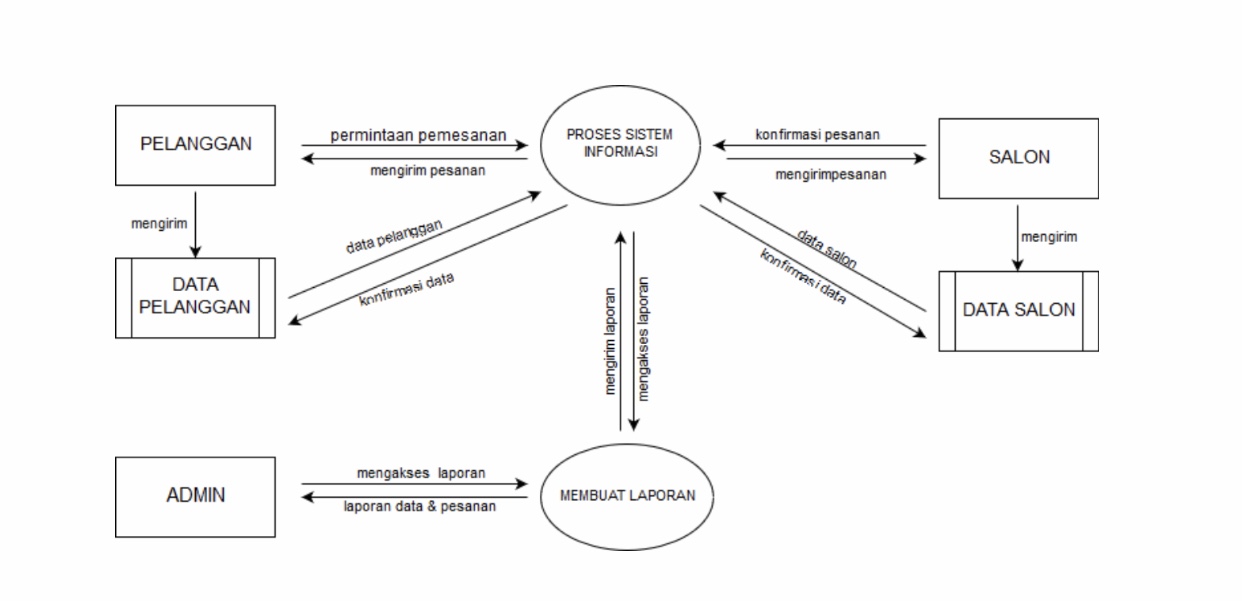 PELANGGAN
permintaan pemesanan
mengirim pesanan
PROSES SISTEM
INFORMASI
konfirmasi pesanan
mengirimpesanan
SALON
mengirim
data pelanggan
konfirmasi data
data salon
konfirmasi data
mengirim
DATA
PELANGGAN
DATA SALON
mengirim laporan
mengakses laporan
ADMIN
mengakses laporan
laporan data & pesanan
MEMBUAT LAPORAN